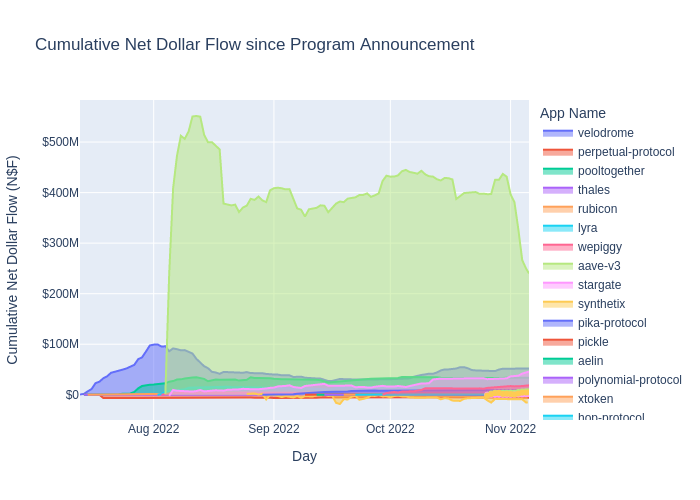 Cumulative Net Dollar Flow since Program Announcement
Cumulative Net Dollar Flow (N$F)
$500M
$400M
$300M
$200M
$100M
$0
Aug 2022
Sep 2022
Oct 2022
Nov 2022
Day
App Name
velodrome
perpetual-protocol
pooltogether
thales
rubicon
lyra
wepiggy
aave-v3
stargate
synthetix
pika-protocol
pickle
aelin
polynomial-protocol
xtoken
hop-protocol